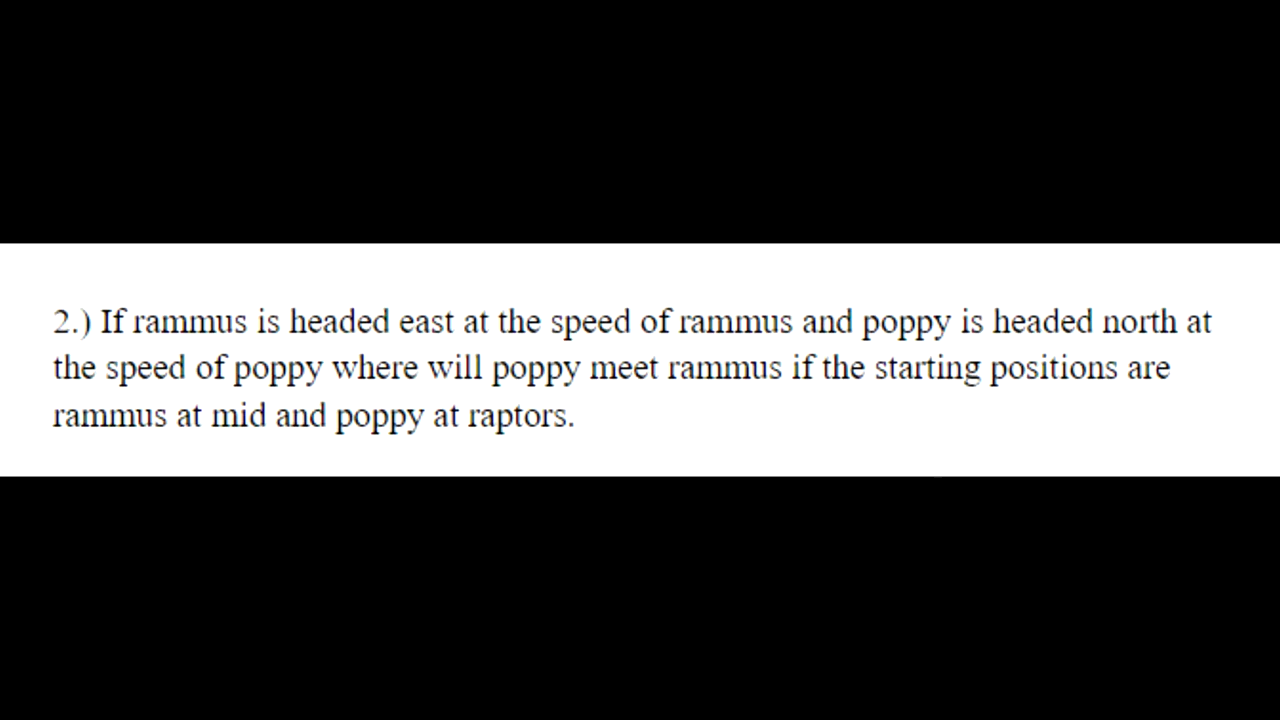 2.) If rammus is headed east at the speed of rammus and poppy is headed north at
the speed of poppy where will poppy meet rammus if the starting positions are
rammus at mid and poppy at raptors.